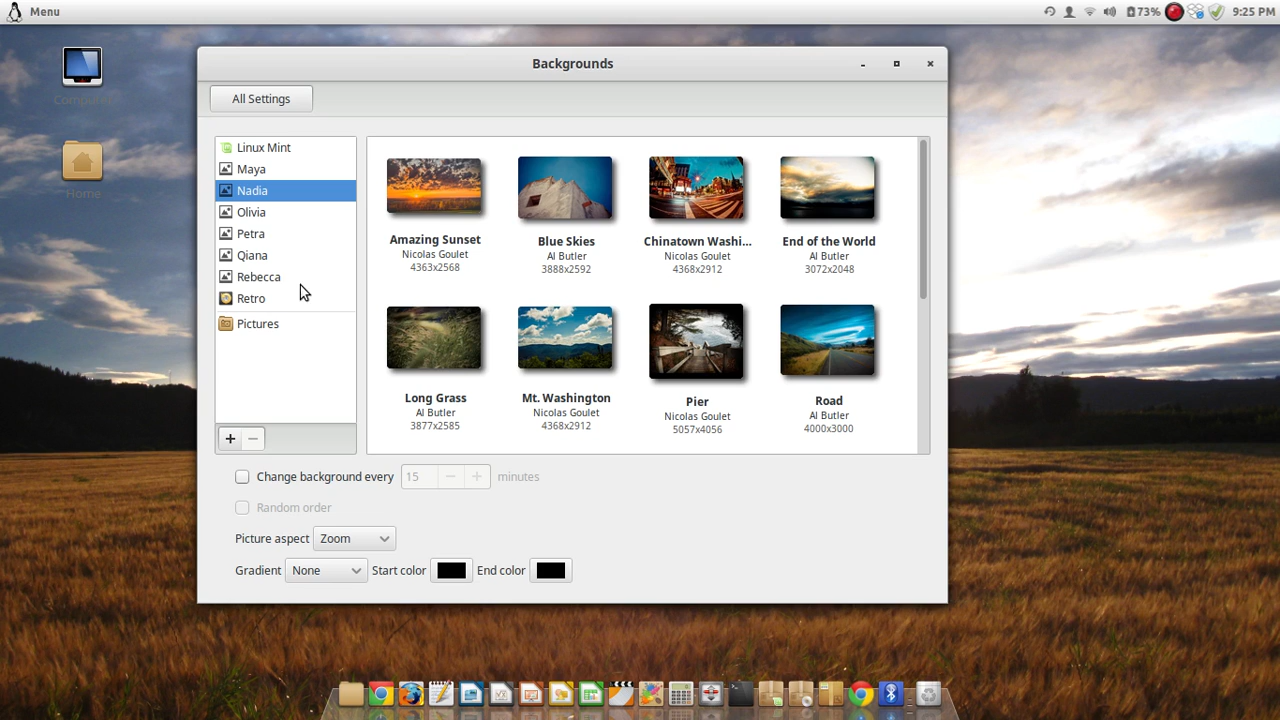 Menu
73%
9:25 PM
Computer
Home
Backgrounds
All Settings
Linux Mint
Maya
Nadia
Olivia
Petra
Qiana
Rebecca
Retro
Pictures
Amazing Sunset
Nicolas Goulet
4363x2568
Blue Skies
Al Butler
3888x2592
Chinatown Washi...
Nicolas Goulet
4368x2912
End of the World
Al Butler
3072x2048
Long Grass
Al Butler
3877x2585
Mt. Washington
Nicolas Goulet
4368x2912
Pier
Nicolas Goulet
5057x4056
Road
Al Butler
4000x3000
Change background every 15 minutes
Random order
Picture aspect Zoom
Gradient None Start color End color